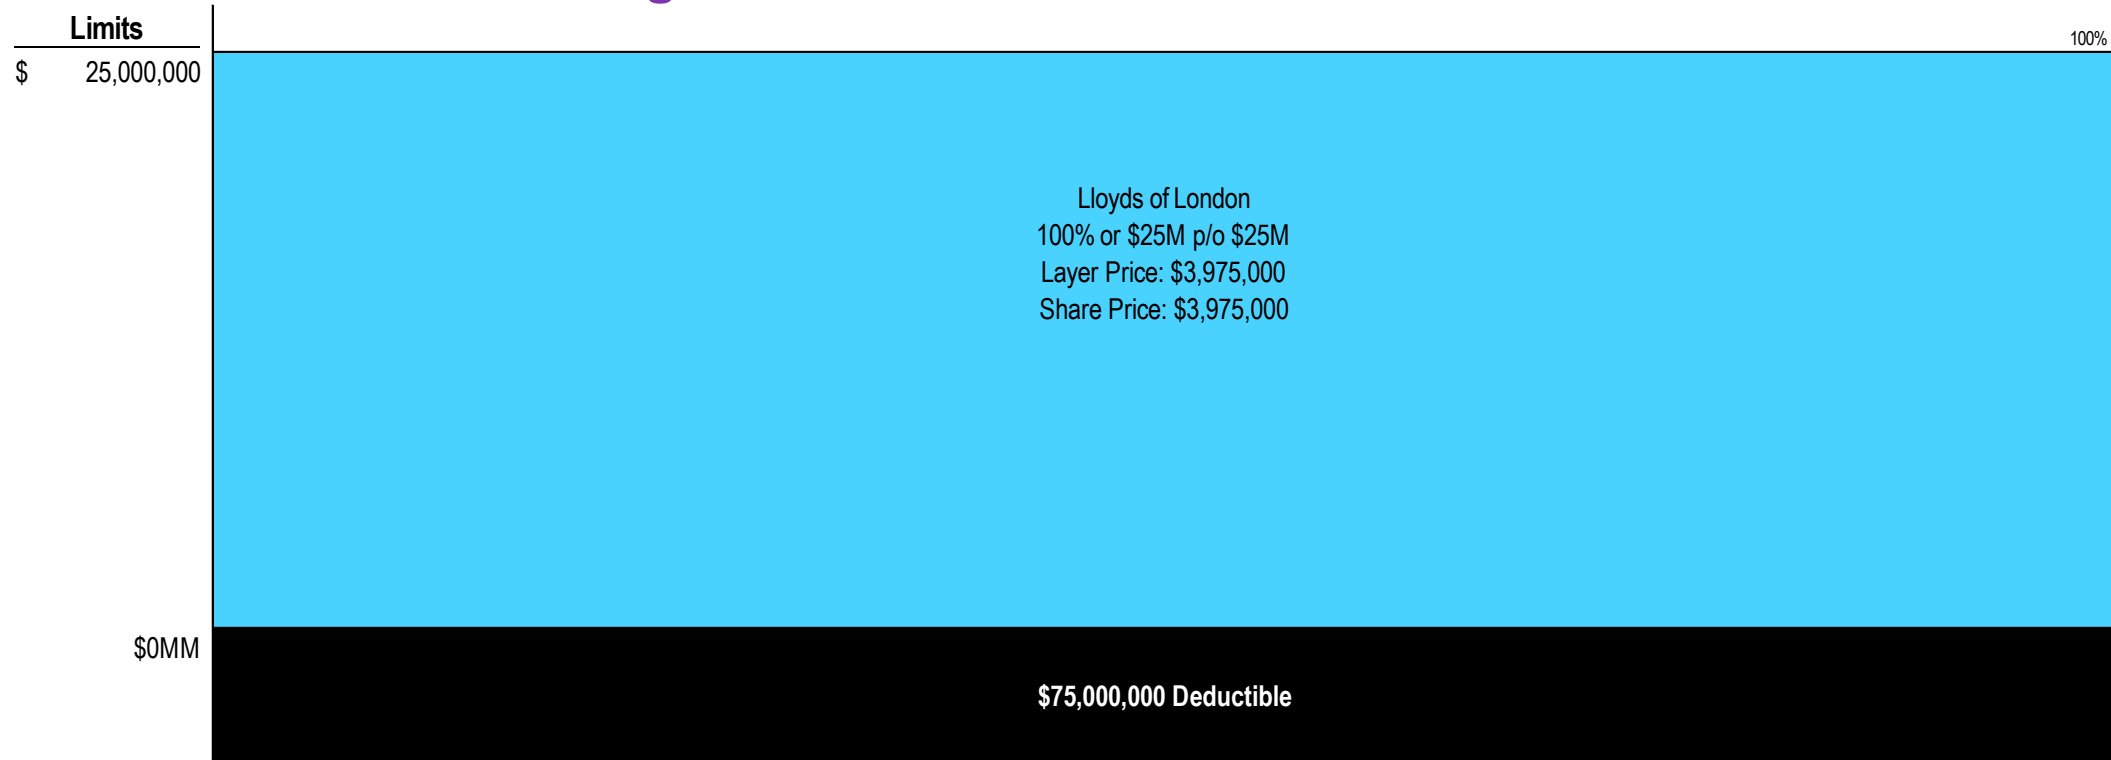 Limits
100%
$ 25,000,000
Lloyds of London
100% or $25M p/o $25M
Layer Price: $3,975,000
Share Price: $3,975,000
$0MM
$75,000,000 Deductible